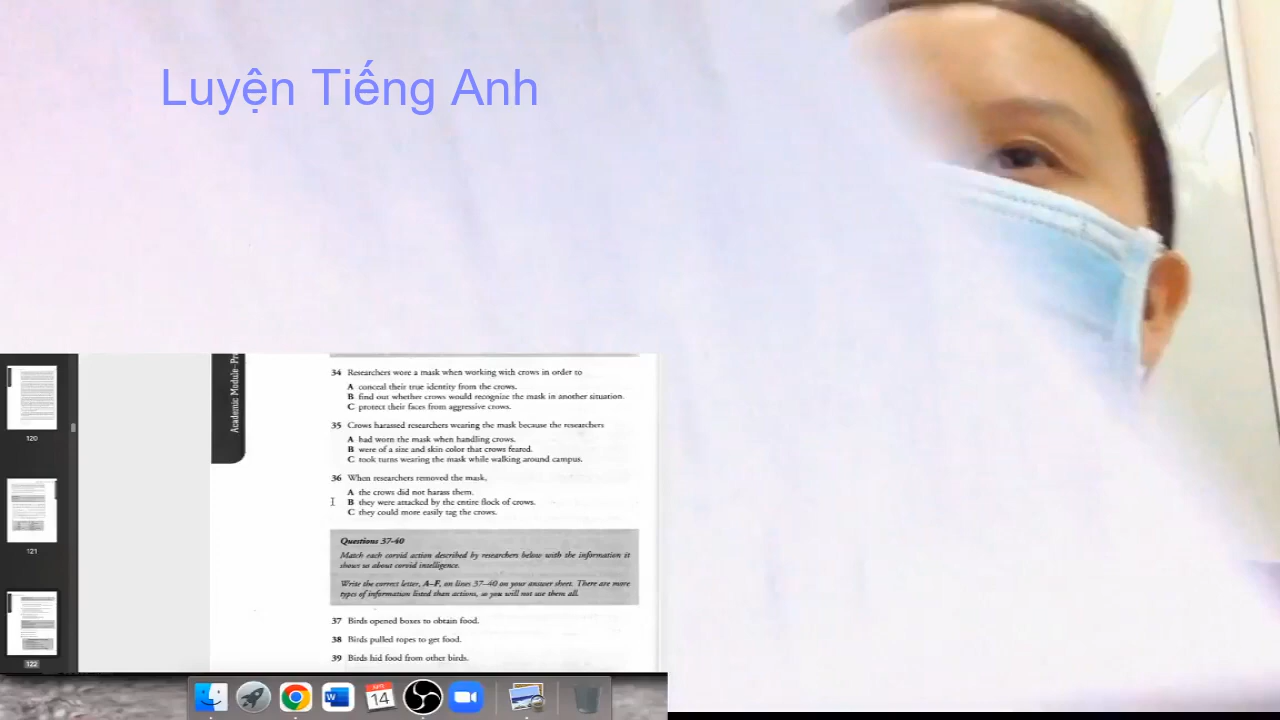 Luyện Tiếng Anh
34 Researchers wore a mask when working with crows in order to
A conceal their true identity from the crows.
B find out whether crows would recognize the mask in another situation.
C protect their faces from aggressive crows.
35 Crows harassed researchers wearing the mask because the researchers
A had worn the mask when handling crows.
B were of a size and skin color that crows feared.
C took turns wearing the mask while walking around campus.
36 When researchers removed the mask,
A the crows did not harass them.
B they were attacked by the entire flock of crows.
C they could more easily tag the crows.
Questions 37-40
Match each corvid action described by researchers below with the information it
shows us about corvid intelligence.
Write the correct letter, A–F, on lines 37–40 on your answer sheet. There are more
types of information listed than actions, so you will not use them all.
37 Birds opened boxes to obtain food.
38 Birds pulled ropes to get food.
39 Birds hid food from other birds.
Academic Module
120
121
122
14